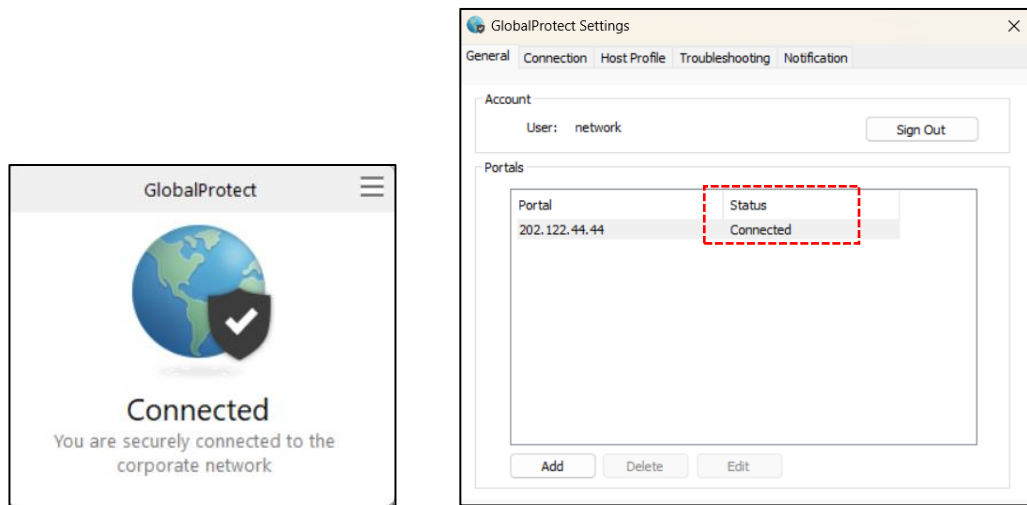 GlobalProtect
Connected
You are securely connected to the
corporate network
GlobalProtect Settings
General Connection Host Profile Troubleshooting Notification
Account
User: network Sign Out
Portals
Portal Status
202.122.44.44 Connected
Add Delete Edit